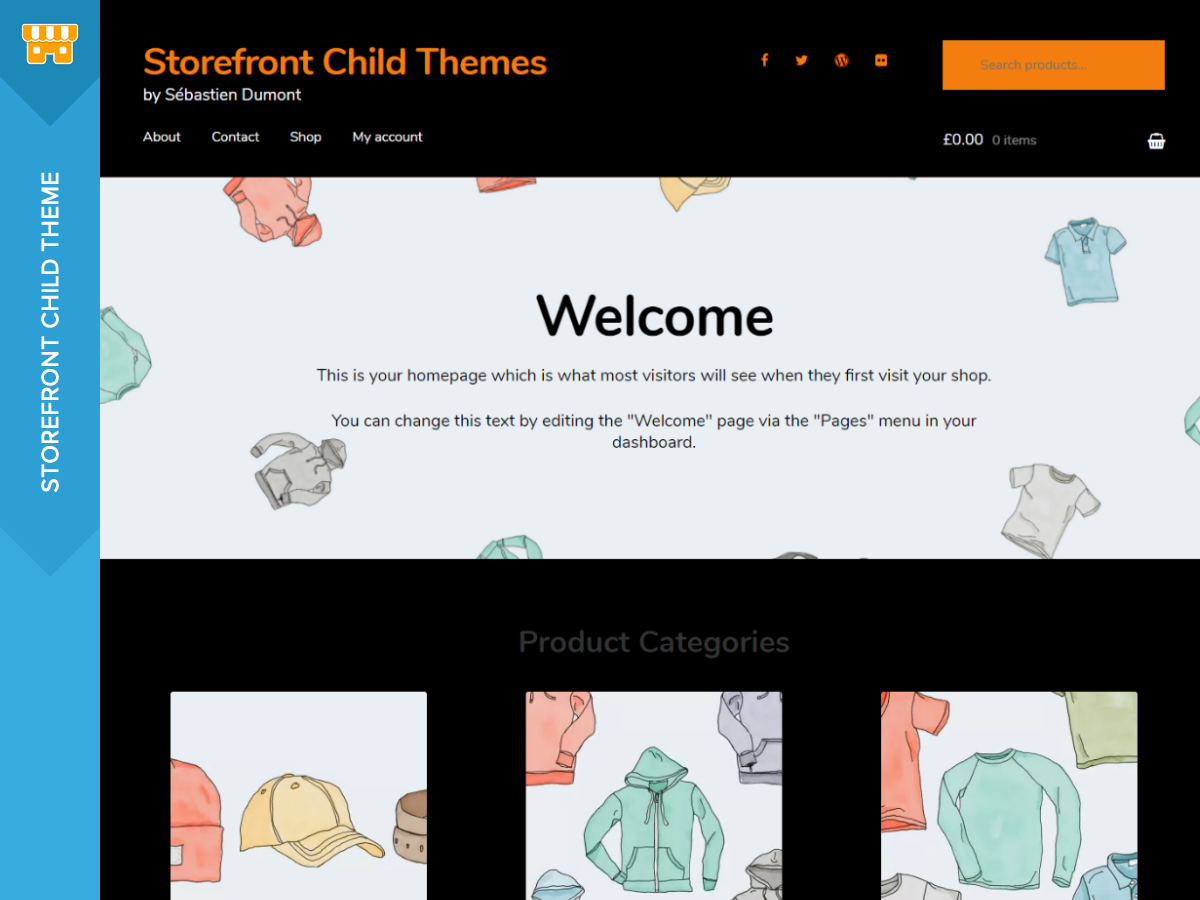 STOREFRONT CHILD THEME
Storefront Child Themes
by Sébastien Dumont
Search products...
About Contact Shop My account
£0.00 0 items
Welcome
This is your homepage which is what most visitors will see when they first visit your shop.
You can change this text by editing the "Welcome" page via the "Pages" menu in your
dashboard.
Product Categories